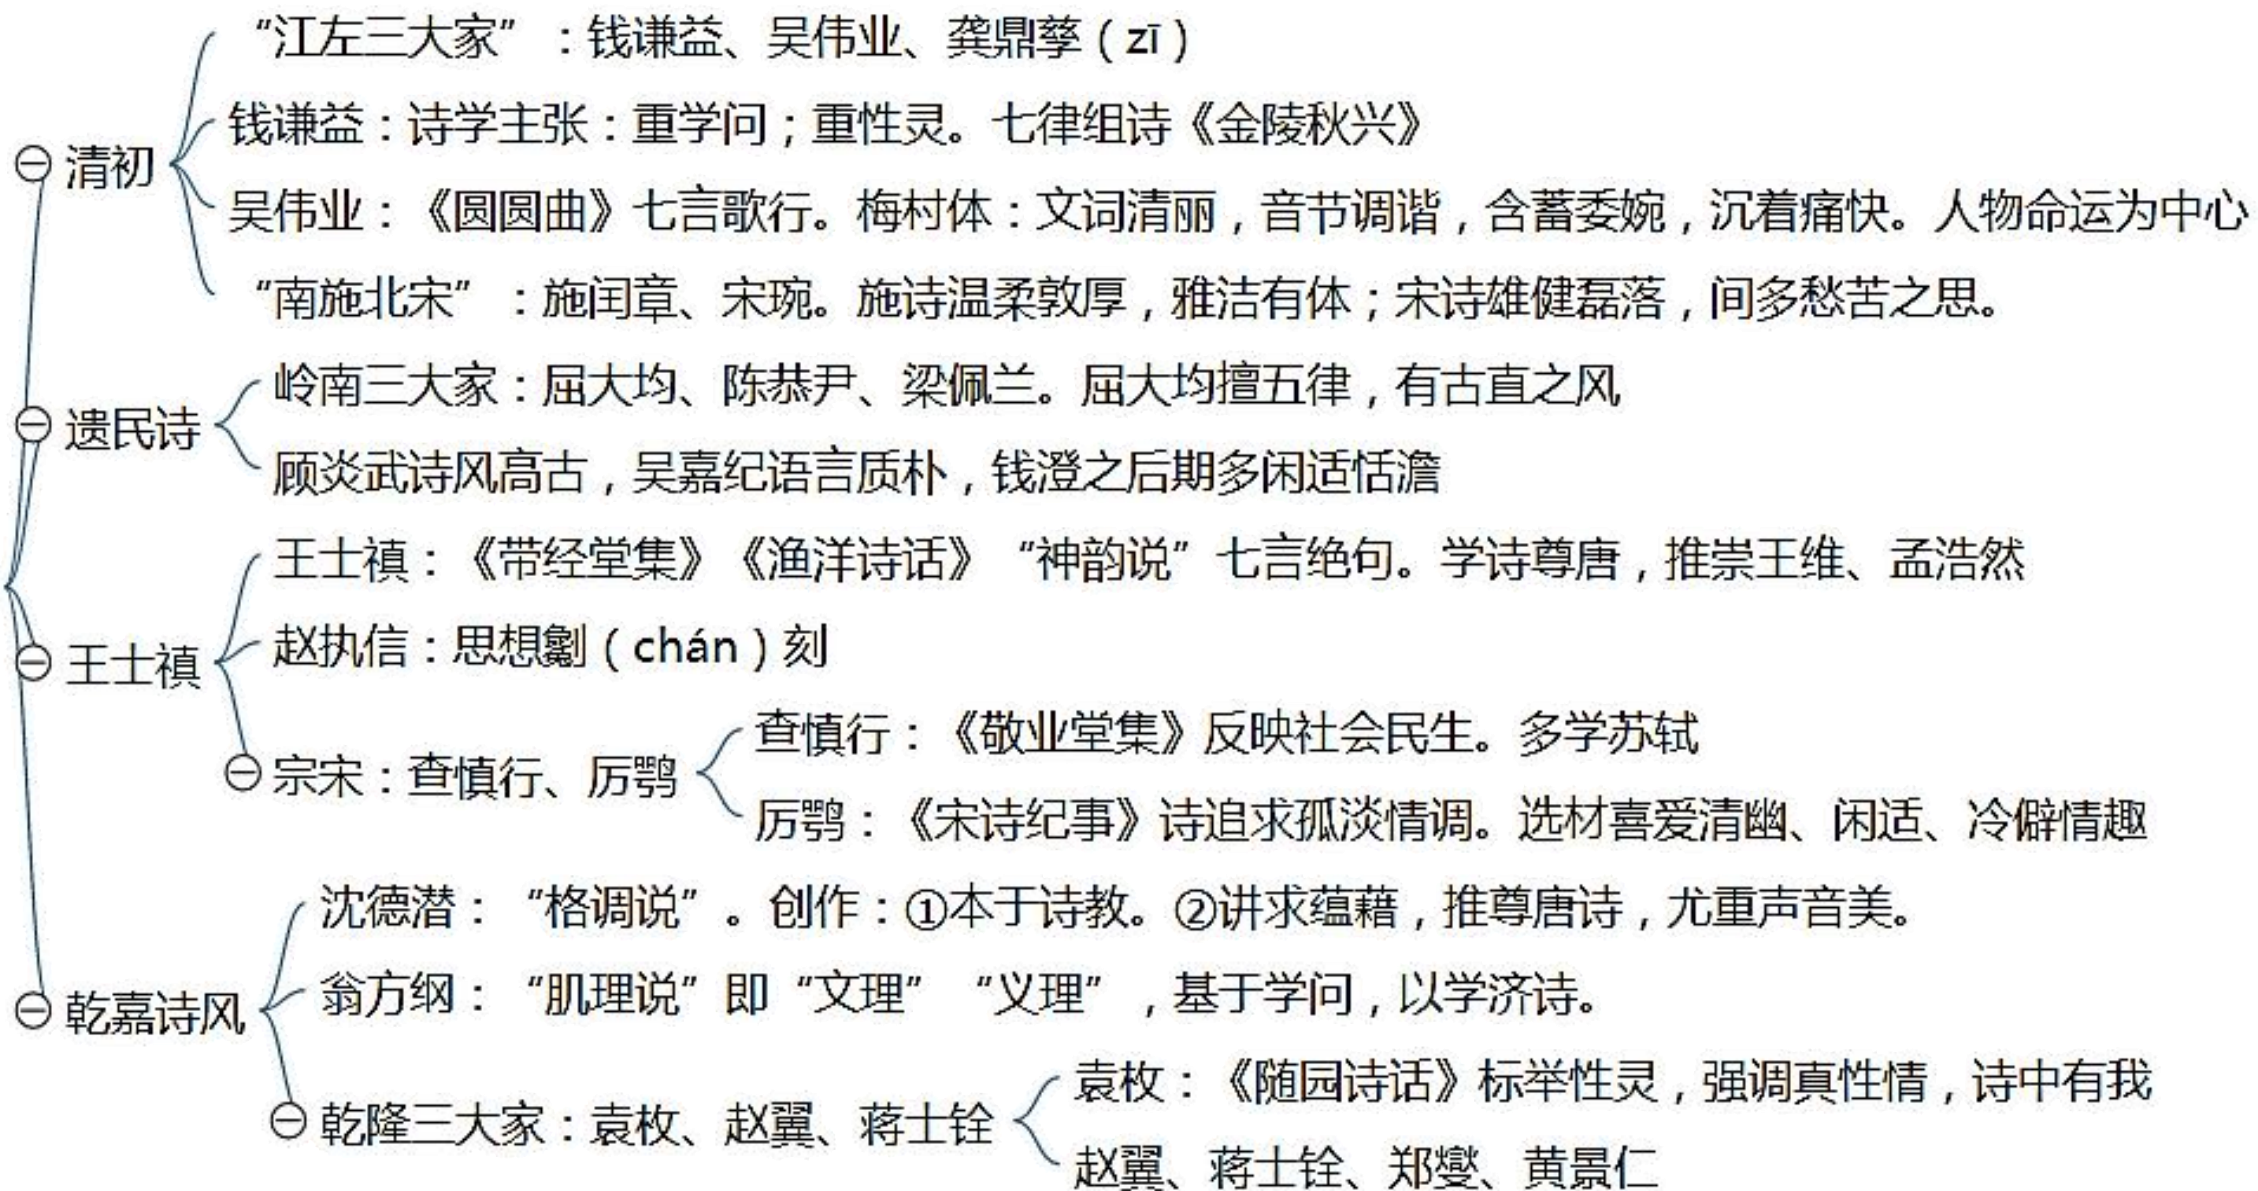 “江左三大家”：钱谦益、吴伟业、龚鼎孳（zī）
钱谦益：诗学主张：重学问；重性灵。七律组诗《金陵秋兴》
清初
吴伟业：《圆圆曲》七言歌行。梅村体：文词清丽，音节调谐，含蓄委婉，沉着痛快。人物命运为中心
“南施北宋”：施闰章、宋琬。施诗温柔敦厚，雅洁有体；宋诗雄健磊落，间多愁苦之思。
岭南三大家：屈大均、陈恭尹、梁佩兰。屈大均擅五律，有古直之风
遗民诗
顾炎武诗风高古，吴嘉纪语言质朴，钱澄之后期多闲适恬澹
王士禛：《带经堂集》《渔洋诗话》“神韵说”七言绝句。学诗尊唐，推崇王维、孟浩然
赵执信：思想劖（chán）刻
王士禛
查慎行：《敬业堂集》反映社会民生。多学苏轼
宗宋：查慎行、厉鹗
厉鹗：《宋诗纪事》诗追求孤淡情调。选材喜爱清幽、闲适、冷僻情趣
沈德潜：“格调说”。创作：①本于诗教。②讲求蕴藉，推尊唐诗，尤重声音美。
翁方纲：“肌理说”即“文理”“义理”，基于学问，以学济诗。
乾嘉诗风
袁枚：《随园诗话》标举性灵，强调真性情，诗中有我
乾隆三大家：袁枚、赵翼、蒋士铨
赵翼、蒋士铨、郑燮、黄景仁